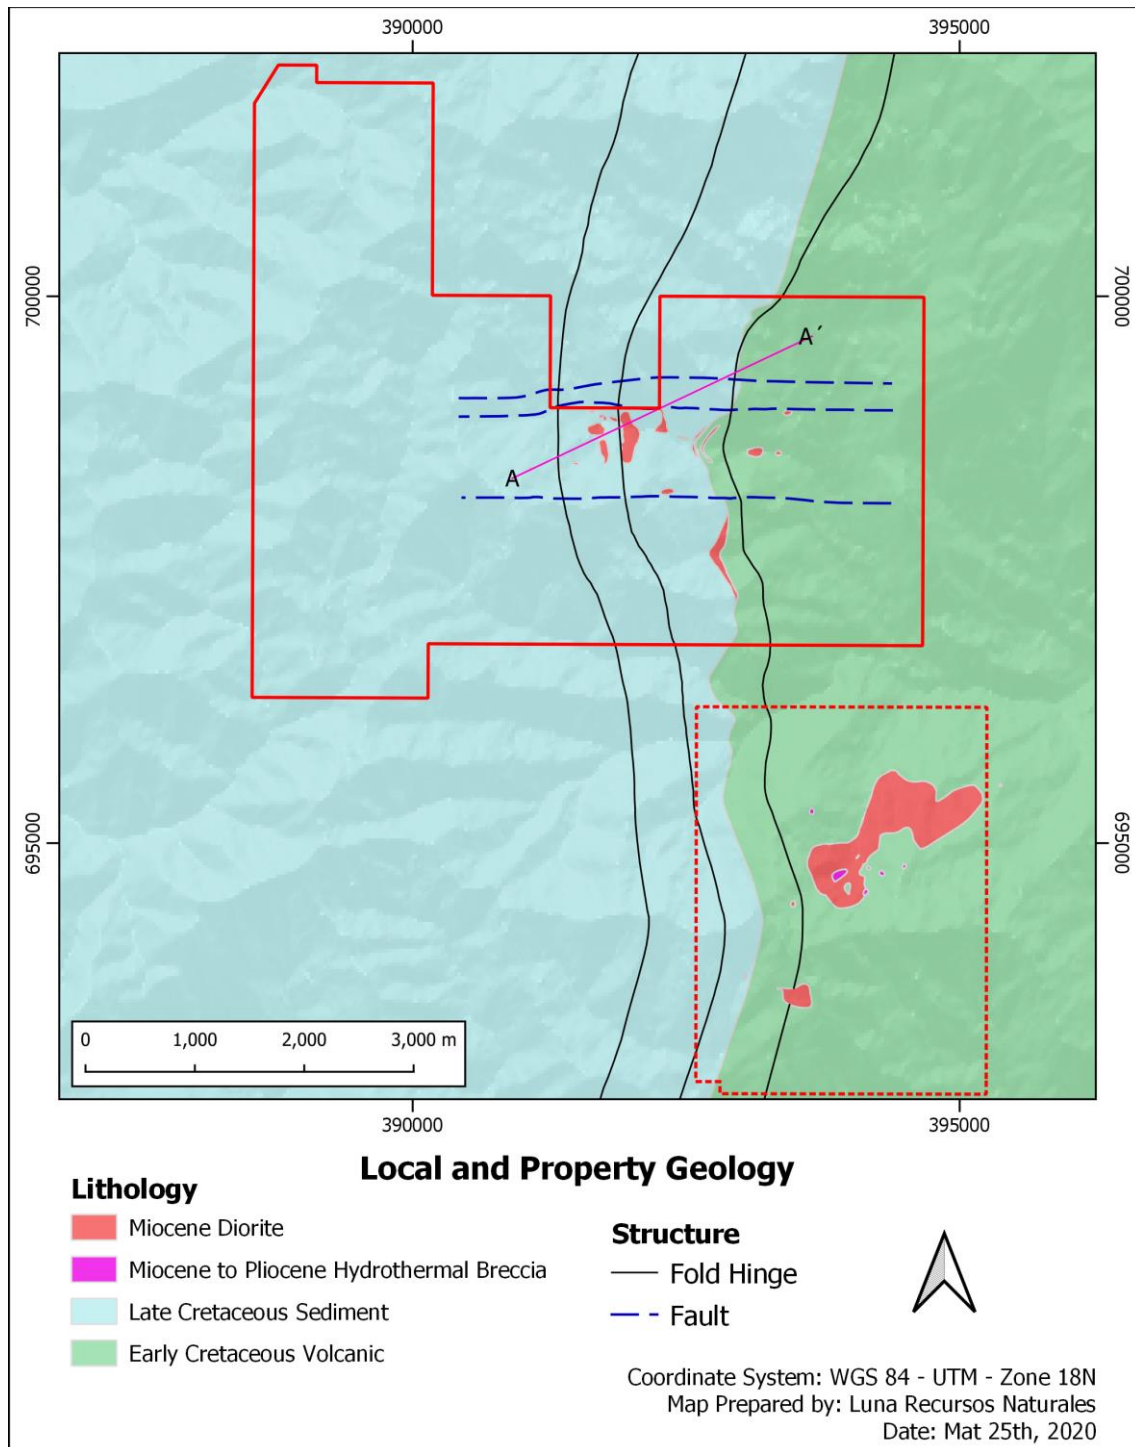 390000 395000
700000 700000
A´
A
695000 695000
0 1,000 2,000 3,000 m
390000 395000
Local and Property Geology
Lithology
Miocene Diorite
Miocene to Pliocene Hydrothermal Breccia
Late Cretaceous Sediment
Early Cretaceous Volcanic
Structure
Fold Hinge
Fault
Coordinate System: WGS 84 - UTM - Zone 18N
Map Prepared by: Luna Recursos Naturales
Date: Mat 25th, 2020